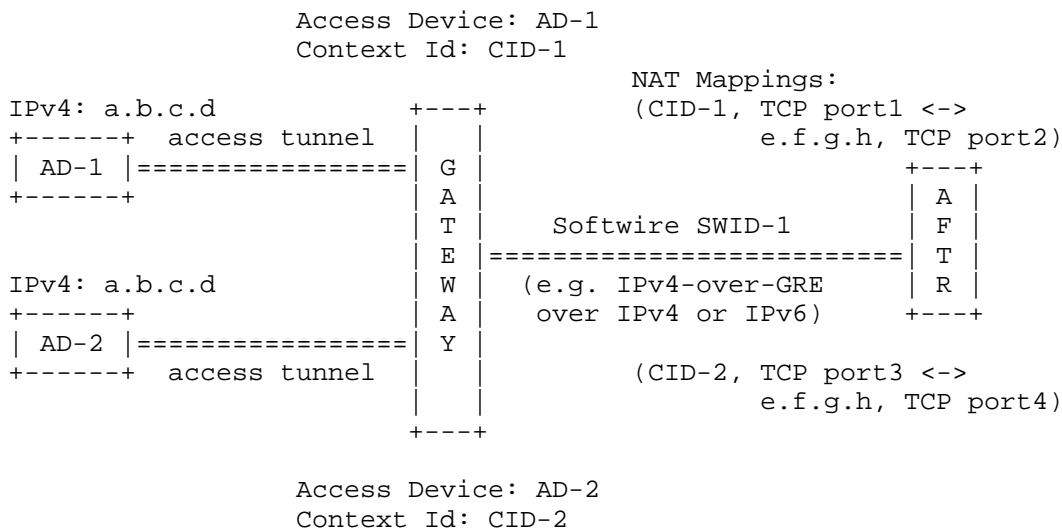 Access Device: AD-1
Context Id: CID-1
NAT Mappings:
IPv4: a.b.c.d +---+ (CID-1, TCP port1 <->
+------+ access tunnel | | e.f.g.h, TCP port2)
| AD-1 |=================| G | +---+
+------+ | A | | A |
| T | Softwire SWID-1 | F |
| E |==========================| T |
IPv4: a.b.c.d | W | (e.g. IPv4-over-GRE | R |
+------+ | A | over IPv4 or IPv6) +---+
| AD-2 |=================| Y |
+------+ access tunnel | | (CID-2, TCP port3 <->
| | e.f.g.h, TCP port4)
+---+
Access Device: AD-2
Context Id: CID-2